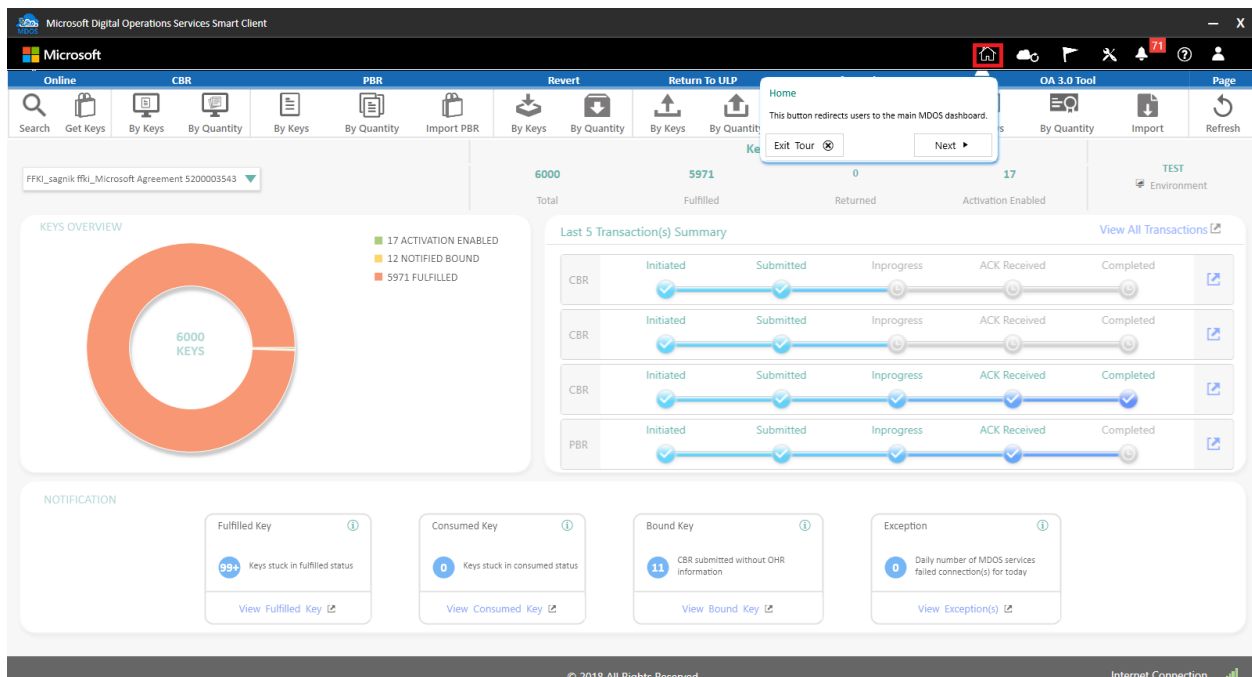 MDOS
Microsoft Digital Operations Services Smart Client
X
Microsoft
71
Online CBR PBR Revert Return To ULP OA 3.0 Tool Page
Search Get Keys By Keys By Quantity By Keys By Quantity Import PBR By Keys By Quantity By Keys By Quantity By Quantity Import Refresh
Home
This button redirects users to the main MDOS dashboard.
Exit Tour Next
FFKI_sagnik ffki_Microsoft Agreement 5200003543
6000 5971 0 17 TEST
Total Fulfilled Returned Activation Enabled Environment
KEYS OVERVIEW
17 ACTIVATION ENABLED
12 NOTIFIED BOUND
5971 FULFILLED
6000
KEYS
Last 5 Transaction(s) Summary View All Transactions
CBR Initiated Submitted Inprogress ACK Received Completed
CBR Initiated Submitted Inprogress ACK Received Completed
CBR Initiated Submitted Inprogress ACK Received Completed
PBR Initiated Submitted Inprogress ACK Received Completed
NOTIFICATION
Fulfilled Key
99+ Keys stuck in fulfilled status
View Fulfilled Key
Consumed Key
0 Keys stuck in consumed status
View Consumed Key
Bound Key
11 CBR submitted without OHR
information
View Bound Key
Exception
0 Daily number of MDOS services
failed connection(s) for today
View Exception(s)
© 2018 All Rights Reserved Internet Connection